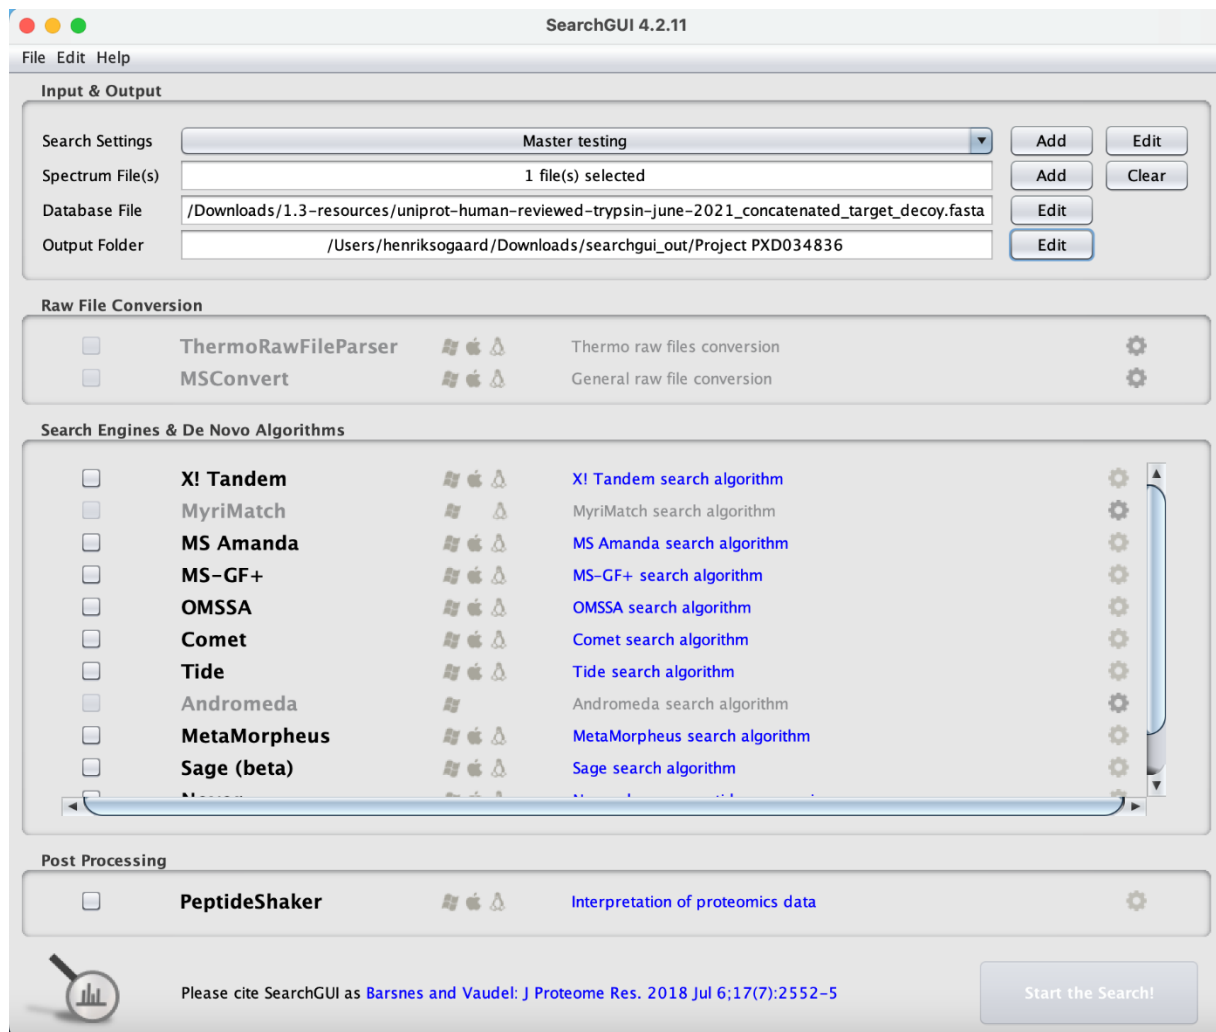 SearchGUI 4.2.11
File Edit Help
Input & Output
Search Settings Master testing Add Edit
Spectrum File(s) 1 file(s) selected Add Clear
Database File /Downloads/1.3-resources/uniprot-human-reviewed-trypsin-june-2021_concatenated_target_decoy.fasta Edit
Output Folder /Users/henriksogaard/Downloads/searchgui_out/Project PXD034836 Edit
Raw File Conversion
ThermoRawFileParser Thermo raw files conversion
MSConvert General raw file conversion
Search Engines & De Novo Algorithms
X! Tandem X! Tandem search algorithm
MyriMatch MyriMatch search algorithm
MS Amanda MS Amanda search algorithm
MS-GF+ MS-GF+ search algorithm
OMSSA OMSSA search algorithm
Comet Comet search algorithm
Tide Tide search algorithm
Andromeda Andromeda search algorithm
MetaMorpheus MetaMorpheus search algorithm
Sage (beta) Sage search algorithm
Post Processing
PeptideShaker Interpretation of proteomics data
Please cite SearchGUI as Barsnes and Vaudel: J Proteome Res. 2018 Jul 6;17(7):2552-5
Start the Search!